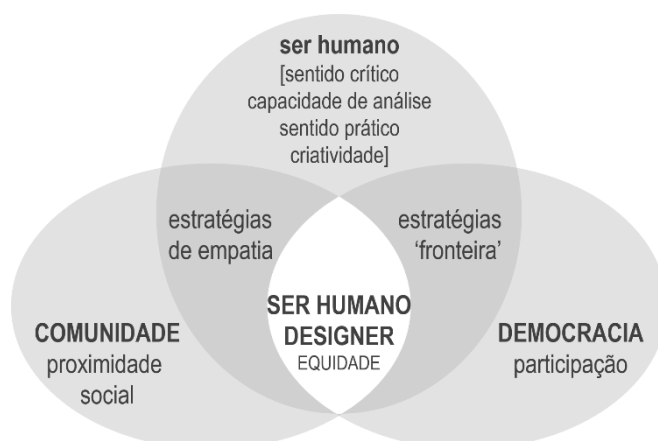 ser humano
[sentido crítico
capacidade de análise
sentido prático
criatividade]
estratégias
de empatia
estratégias
‘fronteira’
SER HUMANO
DESIGNER
EQUIDADE
COMUNIDADE
proximidade
social
DEMOCRACIA
participação